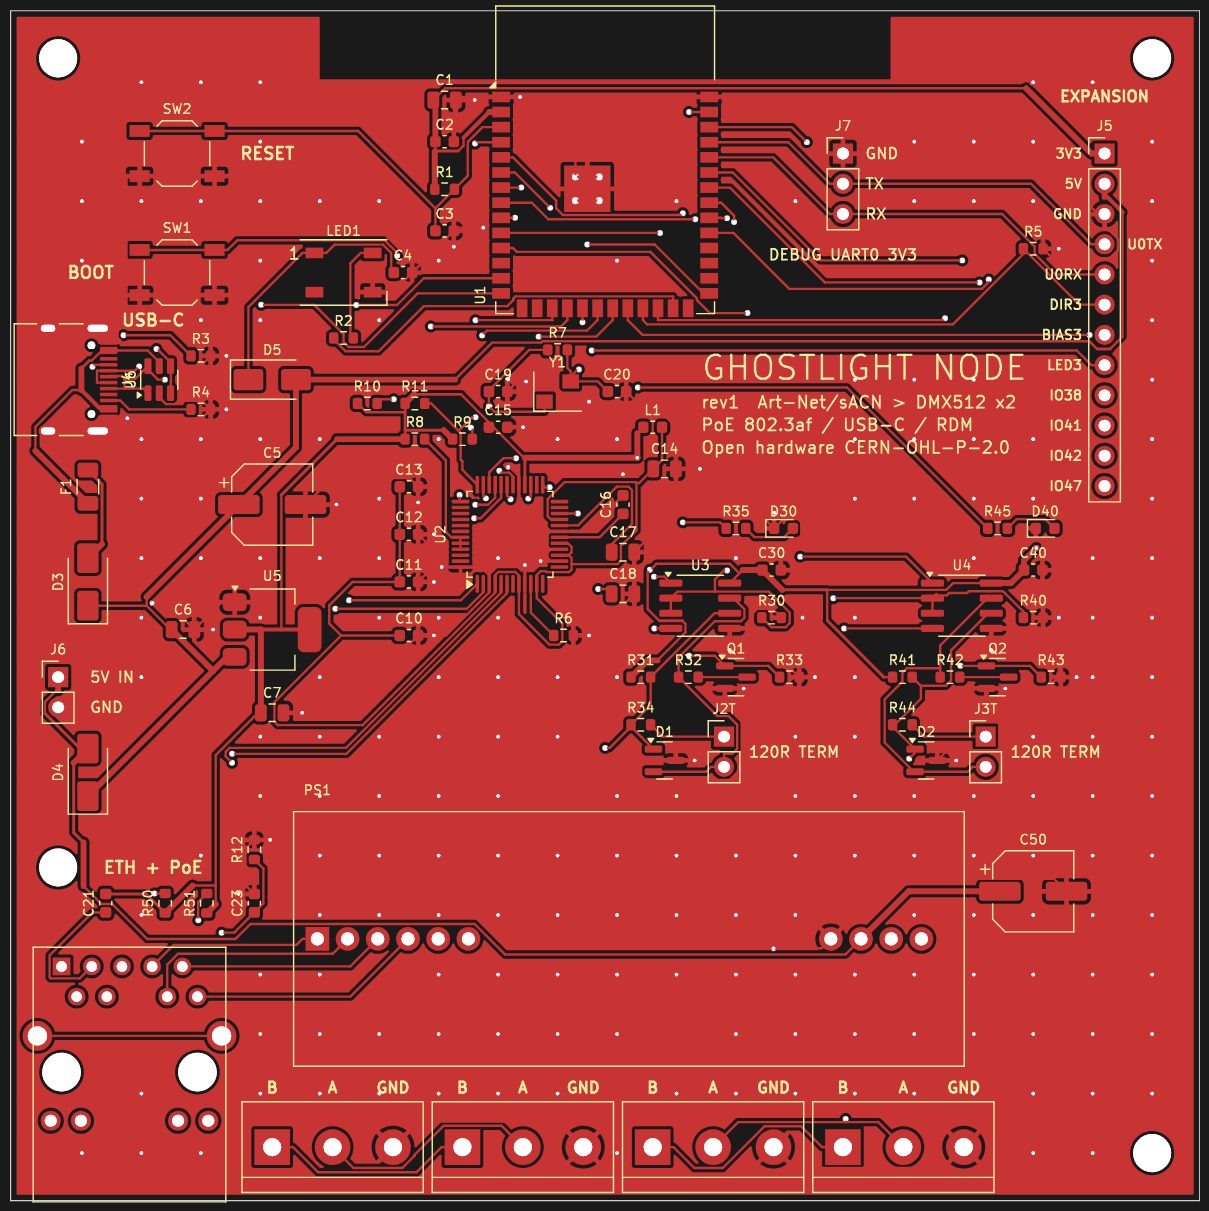 C1
SW2
EXPANSION
C2
J7
J5
RESET
GND
3V3
R1
TX
5V
RX
GND
SW1
LED1
C3
R5
U0TX
1
C4
DEBUG UART0 3V3
BOOT
U0RX
U1
DIR3
USB-C
R2
BIAS3
R3
D5
R7
Y1
GHOSTLIGHT NODE
LED3
U6
R4
R10
R11
C19
C20
rev1 Art-Net/sACN > DMX512 x2
IO38
R8
R9
C15
L1
PoE 802.3af / USB-C / RDM
IO41
C5
C14
Open hardware CERN-OHL-P-2.0
IO42
+
F1
C13
IO47
C16
C12
U2
R35
D30
R45
D40
C17
D3
U5
C11
C18
U3
C30
U4
C40
C6
C10
R6
R30
R40
J6
5V IN
R31
R32
Q1
R33
R41
R42
Q2
R43
GND
C7
R34
J2T
R44
J3T
D1
120R TERM
D2
120R TERM
D4
PS1
R12
C50
ETH + PoE
+
C21
R50
R51
C23
B A GND B A GND B A GND B A GND